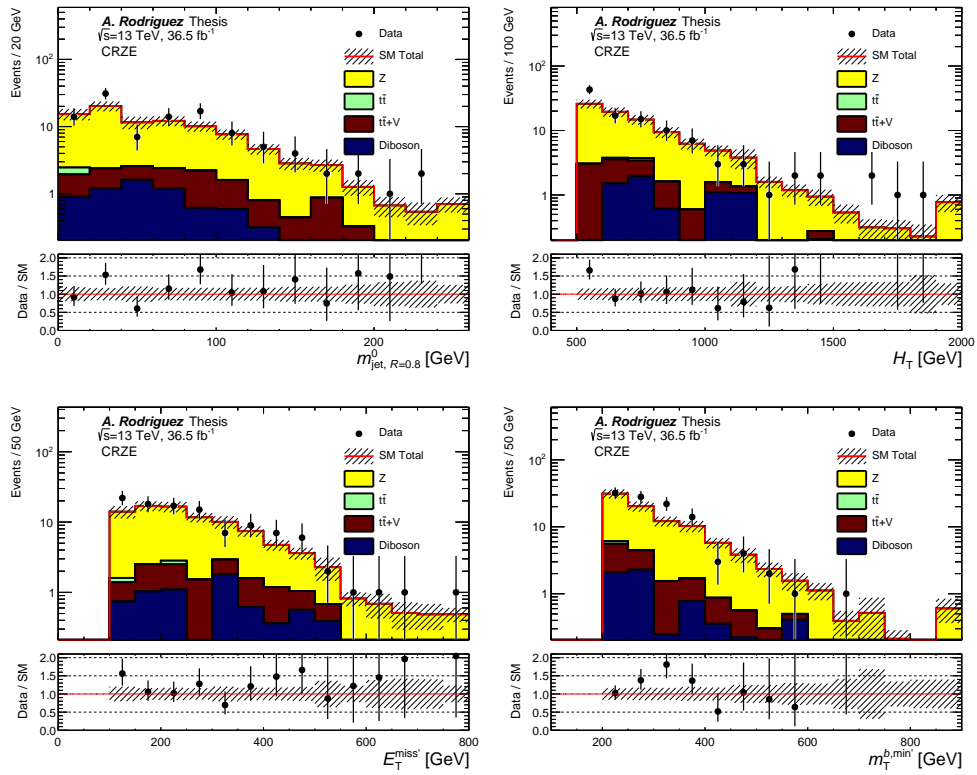 Events / 20 GeV
A. Rodriguez Thesis
√s=13 TeV, 36.5 fb⁻¹
CRZE
Data
SM Total
Z
tt̄
tt̄+V
Diboson
10²
10
1
Data / SM
2.0
1.5
1.0
0.5
0.0
0 100 200
m⁰ jet, R=0.8 [GeV]
Events / 100 GeV
A. Rodriguez Thesis
√s=13 TeV, 36.5 fb⁻¹
CRZE
Data
SM Total
Z
tt̄
tt̄+V
Diboson
10²
10
1
Data / SM
2.0
1.5
1.0
0.5
0.0
500 1000 1500 2000
H_T [GeV]
Events / 50 GeV
A. Rodriguez Thesis
√s=13 TeV, 36.5 fb⁻¹
CRZE
Data
SM Total
Z
tt̄
tt̄+V
Diboson
10²
10
1
Data / SM
2.0
1.5
1.0
0.5
0.0
0 200 400 600 800
E_T^miss' [GeV]
Events / 50 GeV
A. Rodriguez Thesis
√s=13 TeV, 36.5 fb⁻¹
CRZE
Data
SM Total
Z
tt̄
tt̄+V
Diboson
10²
10
1
Data / SM
2.0
1.5
1.0
0.5
0.0
200 400 600 800
m_T^b,min' [GeV]